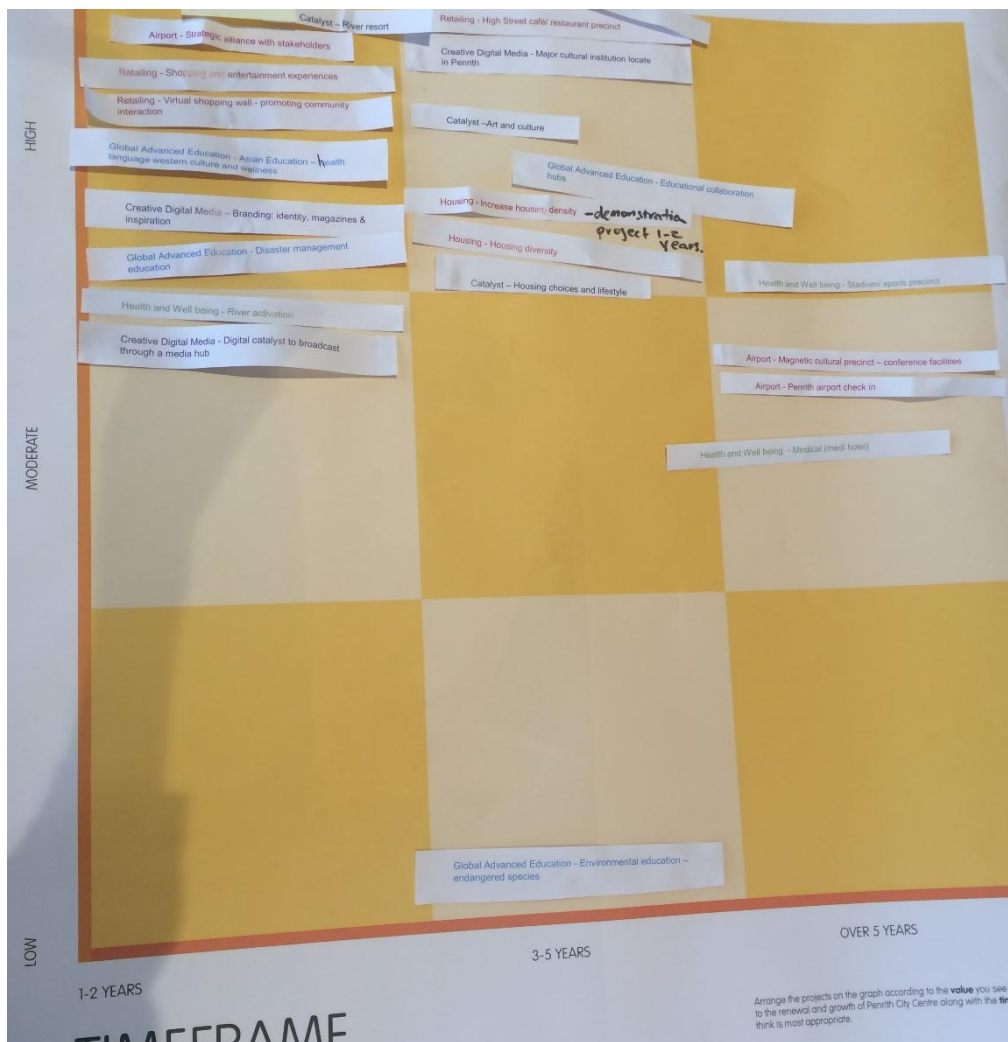 Catalyst – River resort
Retailing - High Street café/ restaurant precinct
Airport - Strategic alliance with stakeholders
Creative Digital Media - Major cultural institution locate
in Penrith
Retailing - Shopping and entertainment experiences
Retailing - Virtual shopping wall - promoting community
interaction
Catalyst –Art and culture
HIGH
Global Advanced Education - Asian Education – health
language western culture and wellness
Global Advanced Education - Educational collaboration
hubs
Creative Digital Media – Branding: identity, magazines &
inspiration
Housing - Increase housing density – demonstration
project 1-2
years.
Housing - Housing diversity
Global Advanced Education - Disaster management
education
Catalyst – Housing choices and lifestyle
Health and Well being - Stadium/ sports precinct
Health and Well being - River activation
Creative Digital Media - Digital catalyst to broadcast
through a media hub
Airport - Magnetic cultural precinct – conference facilities
Airport - Penrith airport check in
MODERATE
Health and Well being - Medical (medi hotel)
Global Advanced Education - Environmental education –
endangered species
LOW
1-2 YEARS
3-5 YEARS
OVER 5 YEARS
TIMEFRAME
Arrange the projects on the graph according to the value you see
to the renewal and growth of Penrith City Centre along with the
think is most appropriate.